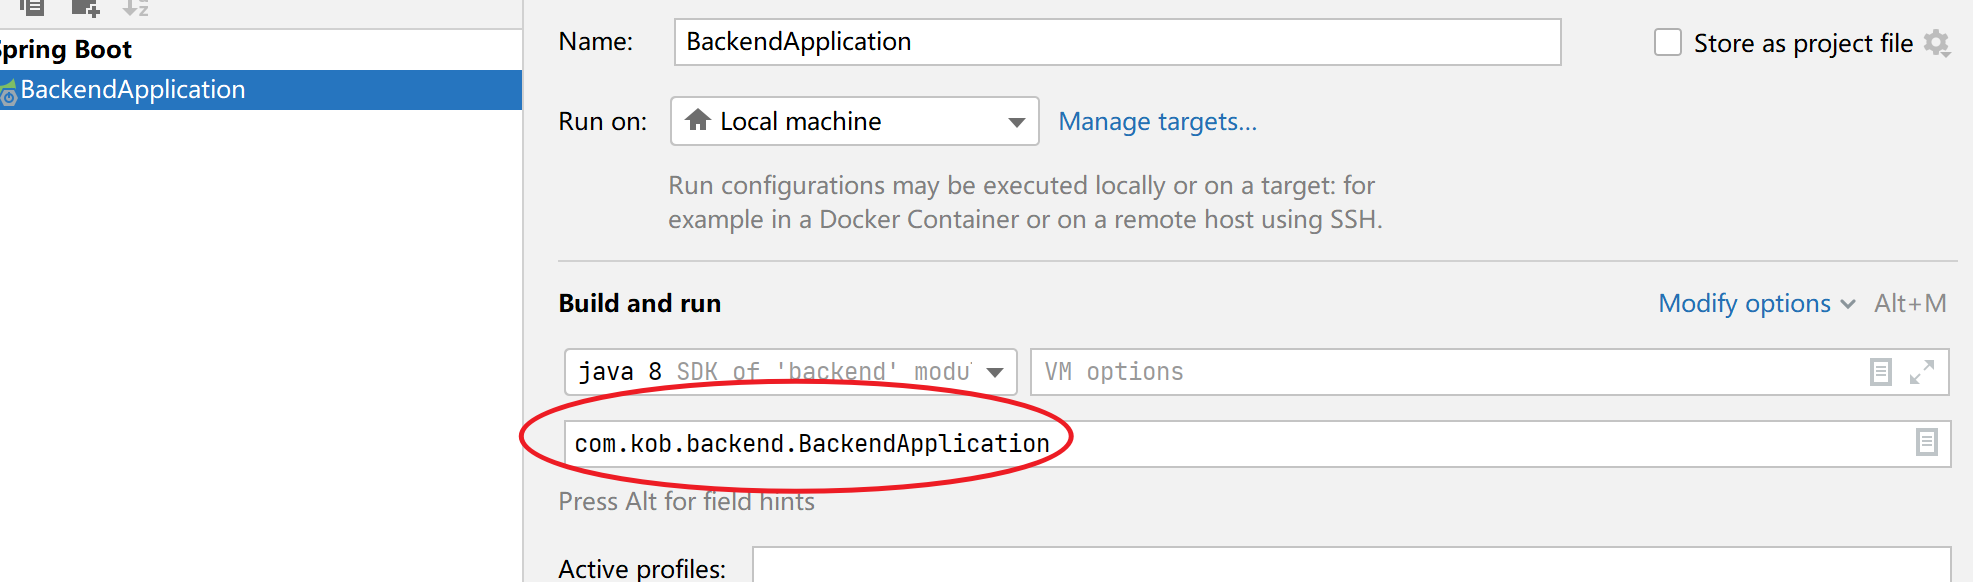 Spring Boot
BackendApplication
Name: BackendApplication
Store as project file
Run on: Local machine Manage targets...
Run configurations may be executed locally or on a target: for
example in a Docker Container or on a remote host using SSH.
Build and run
Modify options Alt+M
java 8 SDK of 'backend' modul
VM options
com.kob.backend.BackendApplication
Press Alt for field hints
Active profiles: